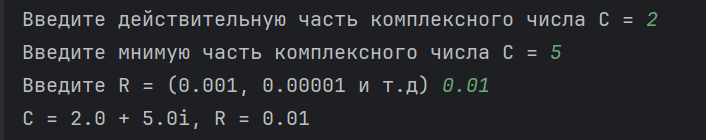 Введите действительную часть комплексного числа C = 2
Введите мнимую часть комплексного числа C = 5
Введите R = (0.001, 0.00001 и т.д) 0.01
C = 2.0 + 5.0i, R = 0.01